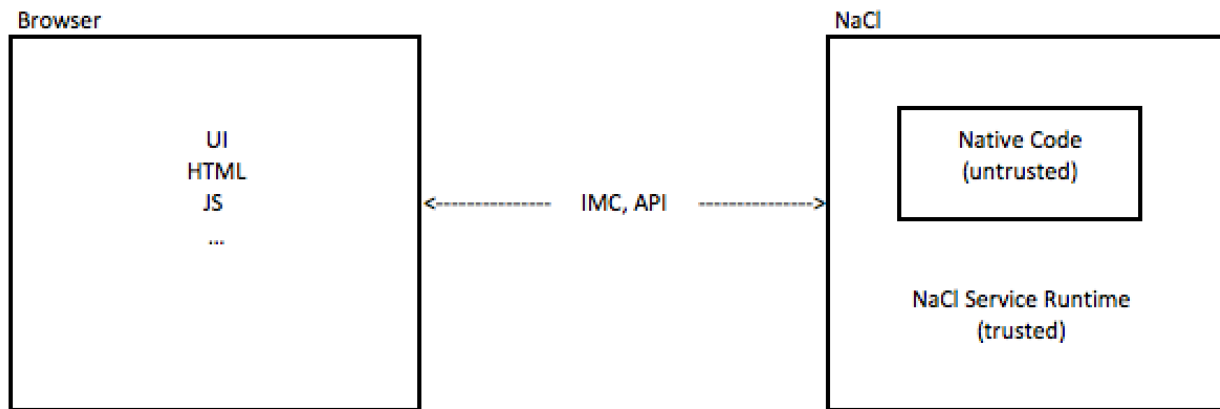 Browser
NaCl
UI
HTML
JS
...
<--------------- IMC, API --------------->
Native Code
(untrusted)
NaCl Service Runtime
(trusted)